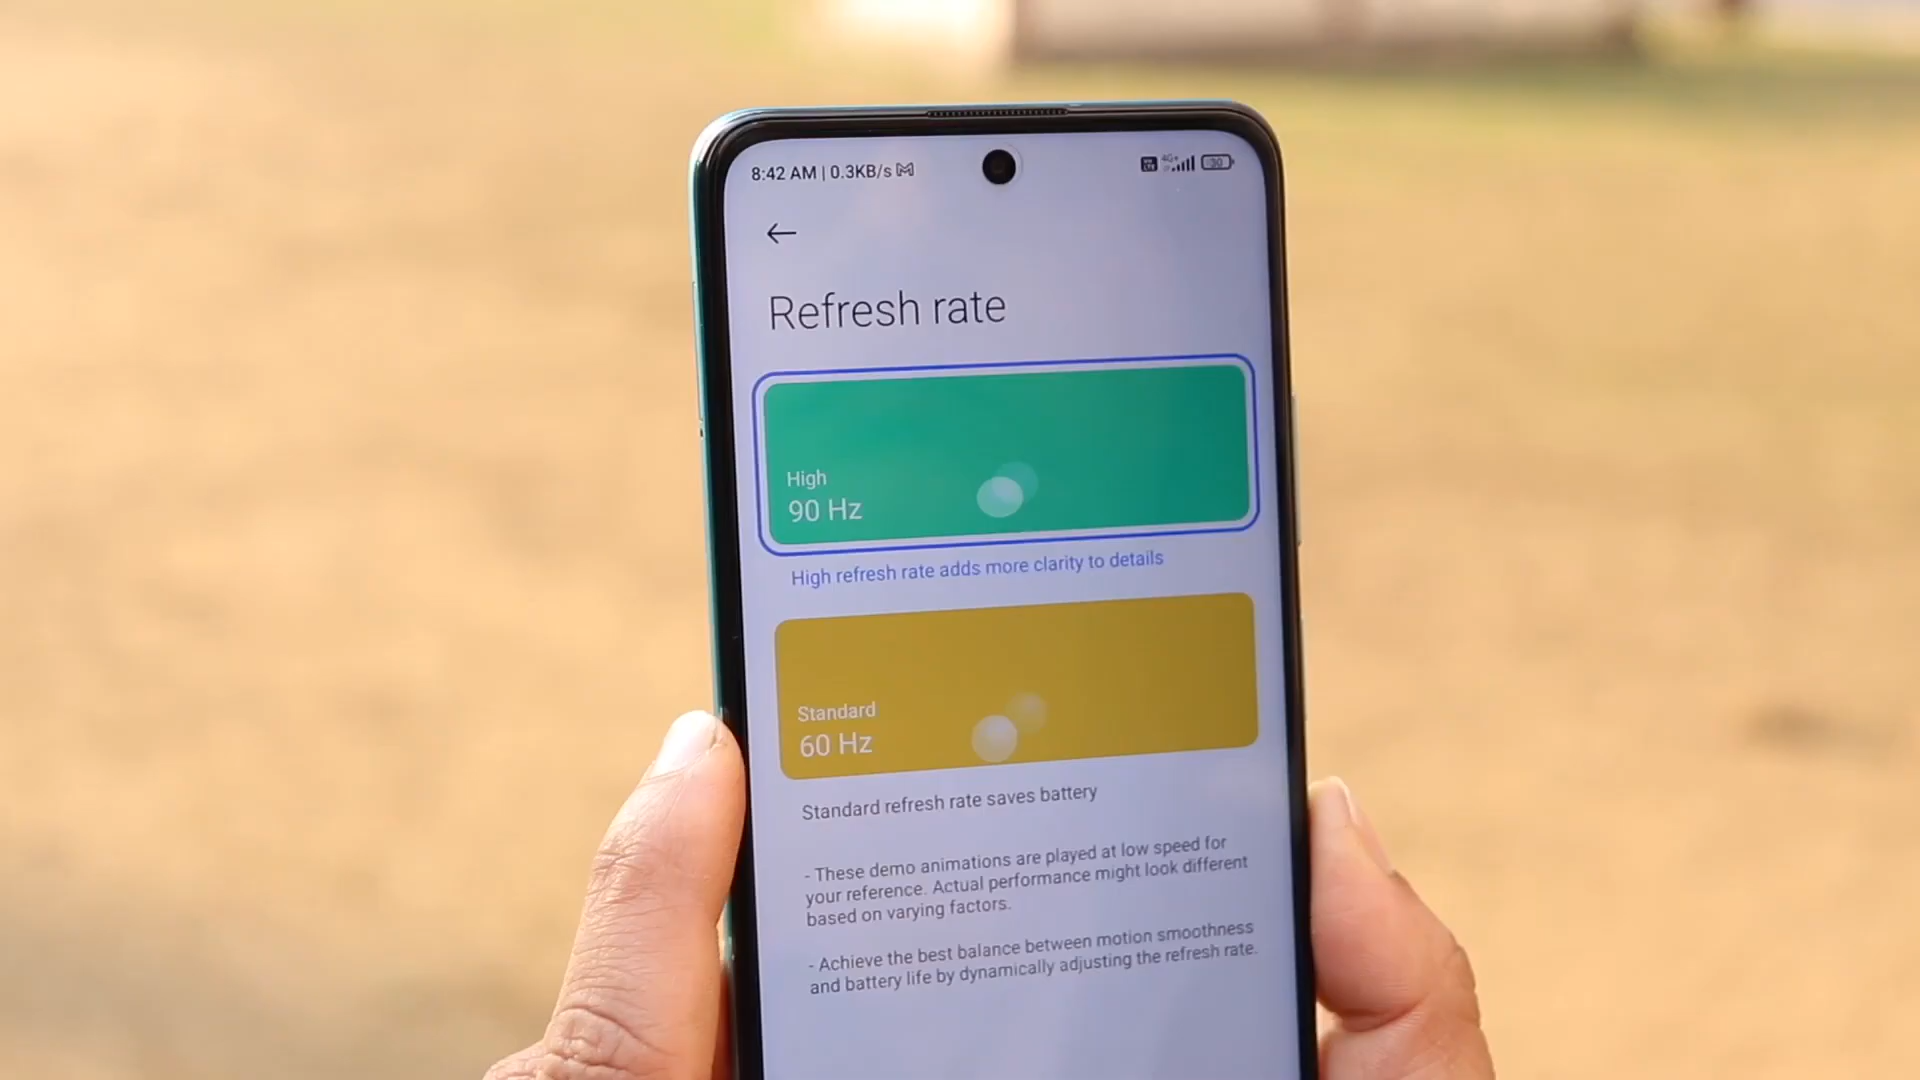 8:42 AM | 0.3KB/s
4G+
30
Refresh rate
High
90 Hz
High refresh rate adds more clarity to details
Standard
60 Hz
Standard refresh rate saves battery
- These demo animations are played at low speed for
your reference. Actual performance might look different
based on varying factors.
- Achieve the best balance between motion smoothness
and battery life by dynamically adjusting the refresh rate.